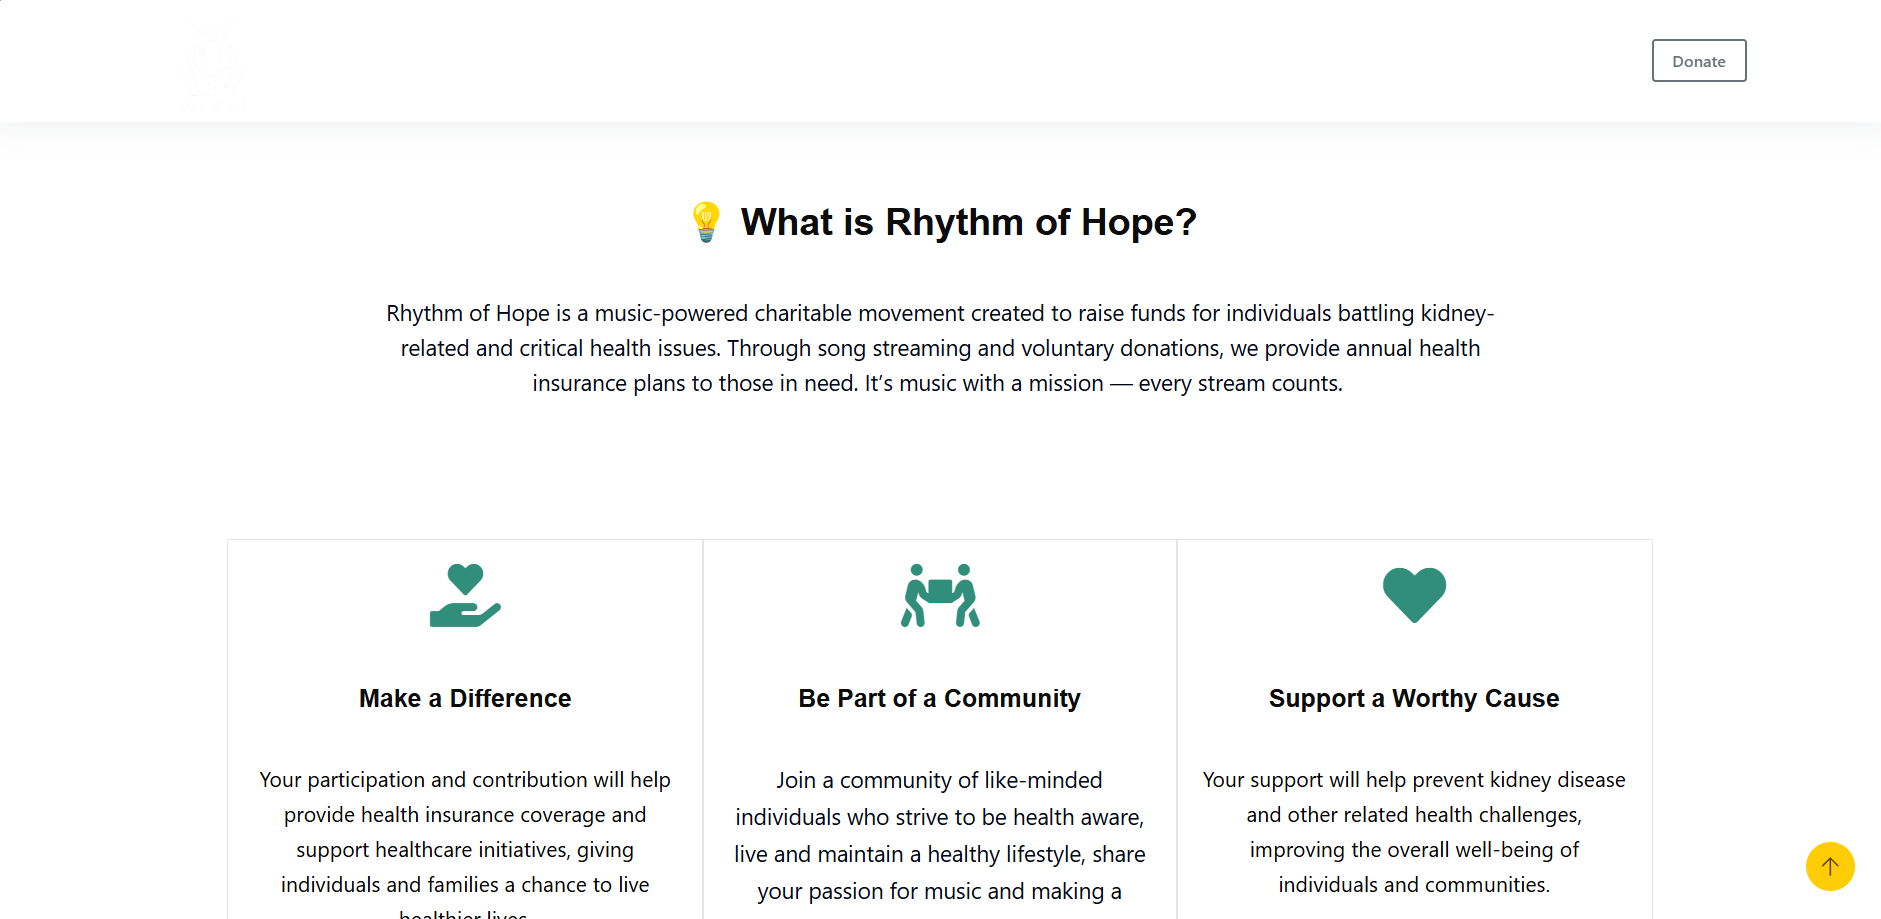 Donate
💡 What is Rhythm of Hope?
Rhythm of Hope is a music-powered charitable movement created to raise funds for individuals battling kidney-
related and critical health issues. Through song streaming and voluntary donations, we provide annual health
insurance plans to those in need. It’s music with a mission — every stream counts.
Make a Difference
Your participation and contribution will help
provide health insurance coverage and
support healthcare initiatives, giving
individuals and families a chance to live
healthier lives.
Be Part of a Community
Join a community of like-minded
individuals who strive to be health aware,
live and maintain a healthy lifestyle, share
your passion for music and making a
Support a Worthy Cause
Your support will help prevent kidney disease
and other related health challenges,
improving the overall well-being of
individuals and communities.